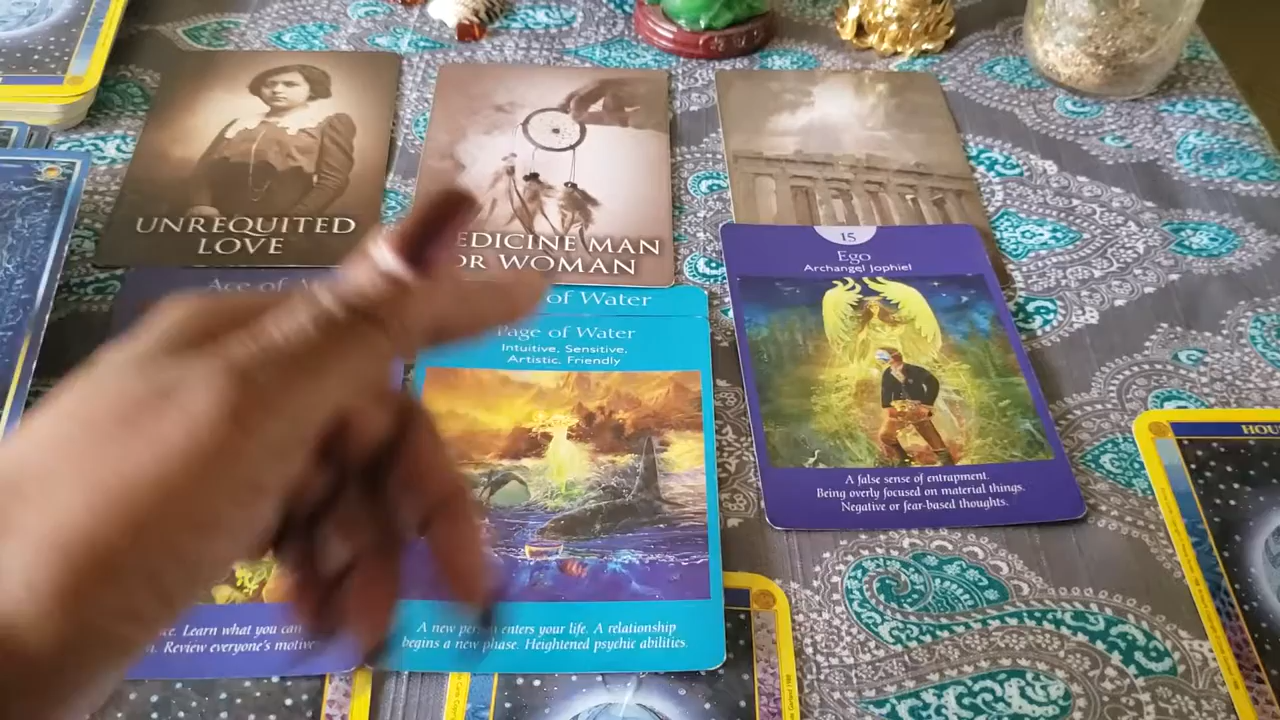 UNREQUITED
LOVE
EDICINE MAN
OR WOMAN
Ace of
of Water
Page of Water
Intuitive, Sensitive,
Artistic, Friendly
15
Ego
Archangel Jophiel
A false sense of entrapment.
Being overly focused on material things.
Negative or fear-based thoughts.
HOU
Learn what you can
Review everyone's motive
A new person enters your life. A relationship
begins a new phase. Heightened psychic abilities.